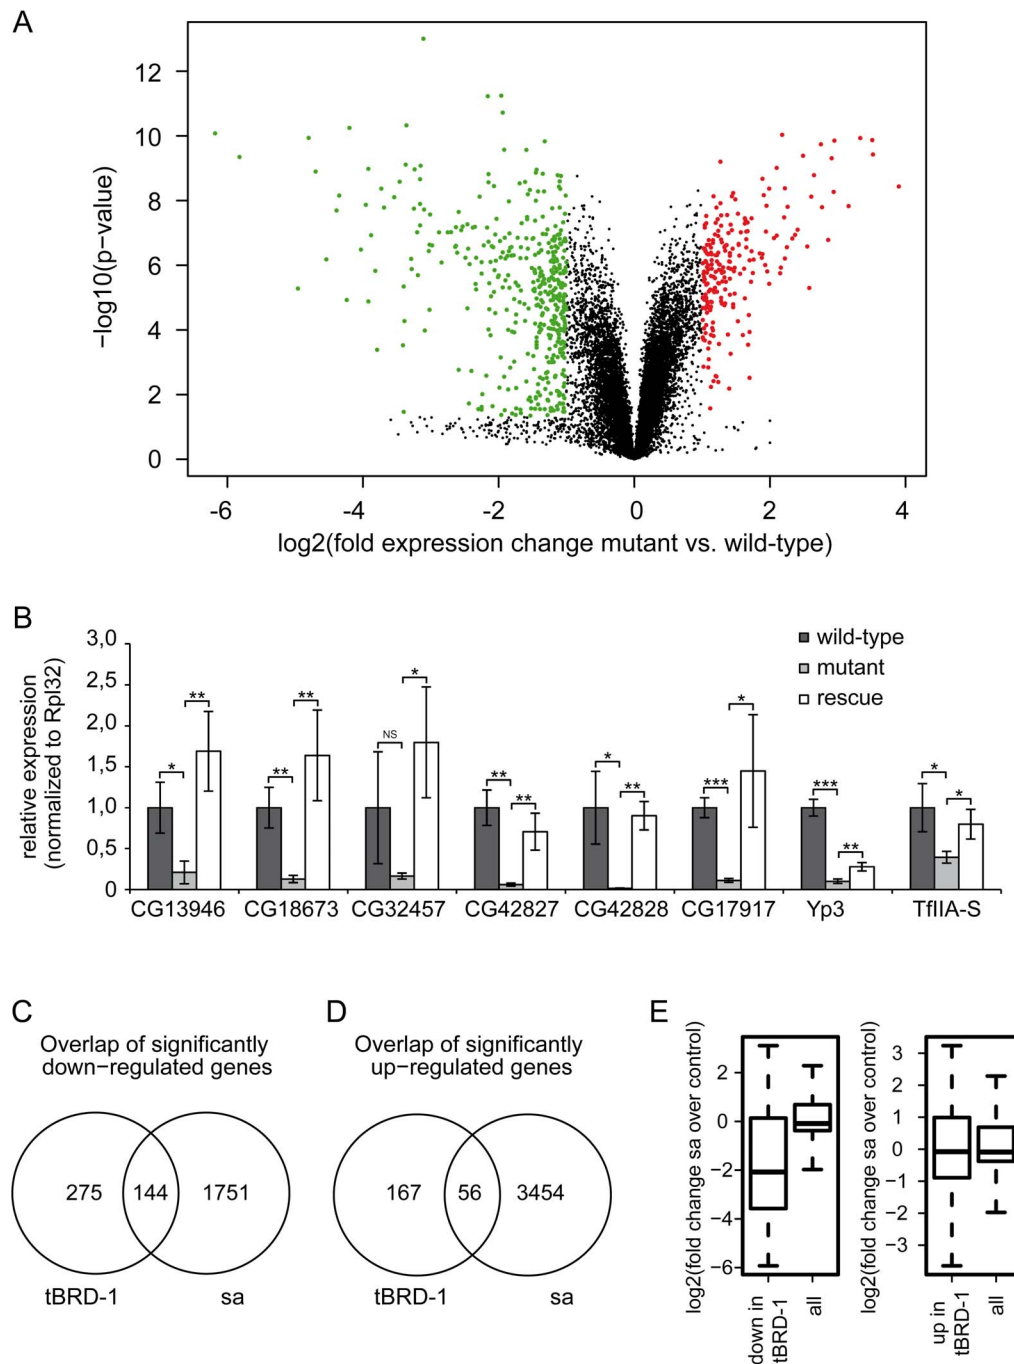 A
12
10
8
6
4
2
0
−log10(p−value)
-6
-4
-2
0
2
4
log2(fold expression change mutant vs. wild-type)
B
3,0
2,5
2,0
1,5
1,0
0,5
0
relative expression
(normalized to Rpl32)
wild-type
mutant
rescue
* ** ** ** NS * ** ** * ** *** * *** ** * *
CG13946 CG18673 CG32457 CG42827 CG42828 CG17917 Yp3 TfIIA-S
C
Overlap of significantly
down−regulated genes
275 144 1751
tBRD-1 sa
D
Overlap of significantly
up−regulated genes
167 56 3454
tBRD-1 sa
E
log2(fold change sa over control)
2
0
−2
−4
−6
down in
tBRD-1
all
log2(fold change sa over control)
3
2
1
0
−1
−3
up in
tBRD-1
all